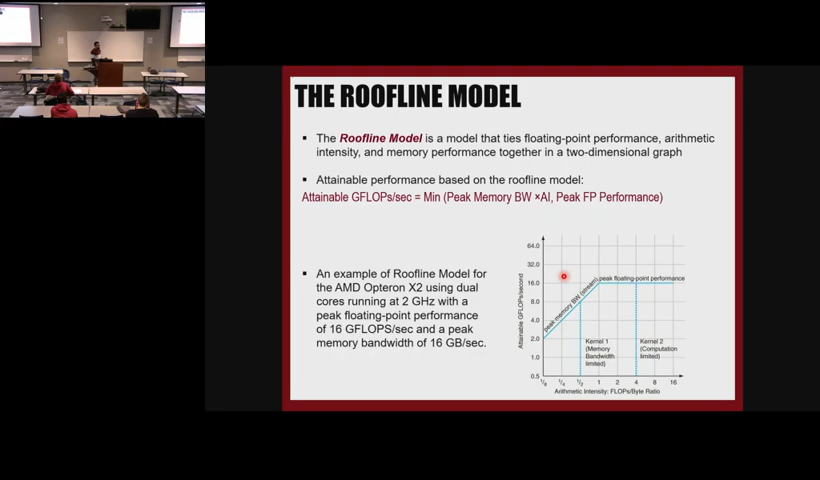 THE ROOFLINE MODEL
▪ The Roofline Model is a model that ties floating-point performance, arithmetic
intensity, and memory performance together in a two-dimensional graph
▪ Attainable performance based on the roofline model:
Attainable GFLOPs/sec = Min (Peak Memory BW ×AI, Peak FP Performance)
▪ An example of Roofline Model for
the AMD Opteron X2 using dual
cores running at 2 GHz with a
peak floating-point performance
of 16 GFLOPS/sec and a peak
memory bandwidth of 16 GB/sec.
Attainable GFLOPs/second
64.0
32.0
16.0
8.0
4.0
2.0
1.0
0.5
peak memory BW (stream)
peak floating-point performance
Kernel 1
(Memory
Bandwidth
limited)
Kernel 2
(Computation
limited)
1/8 1/4 1/2 1 2 4 8 16
Arithmetic Intensity: FLOPs/Byte Ratio